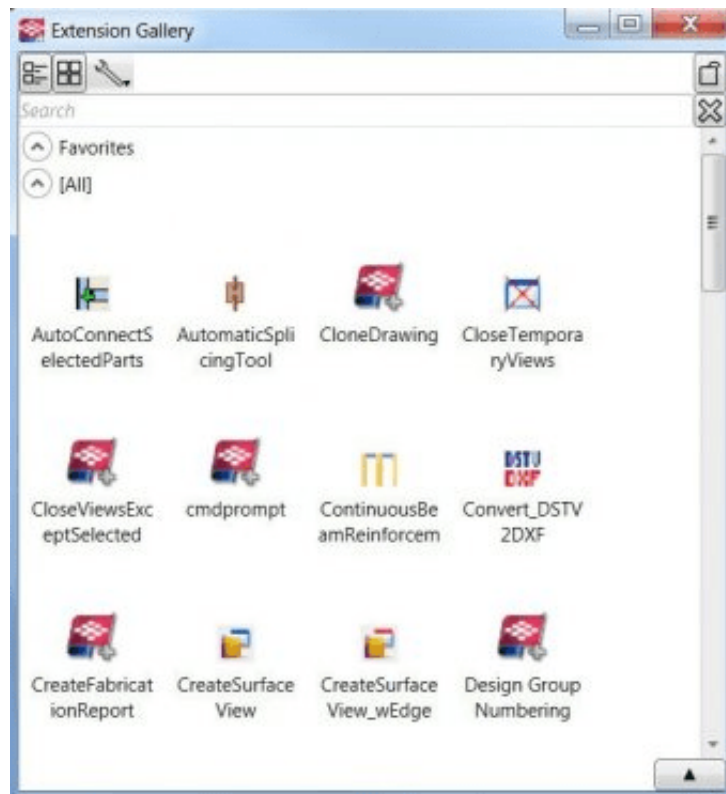 Extension Gallery
Search
Favorites
[All]
AutoConnectS
electedParts
AutomaticSpli
cingTool
CloneDrawing
CloseTempora
ryViews
CloseViewsExc
eptSelected
cmdprompt
ContinuousBe
amReinforcem
DSTV
DXF
Convert_DSTV
2DXF
CreateFabricat
ionReport
CreateSurface
View
CreateSurface
View_wEdge
Design Group
Numbering